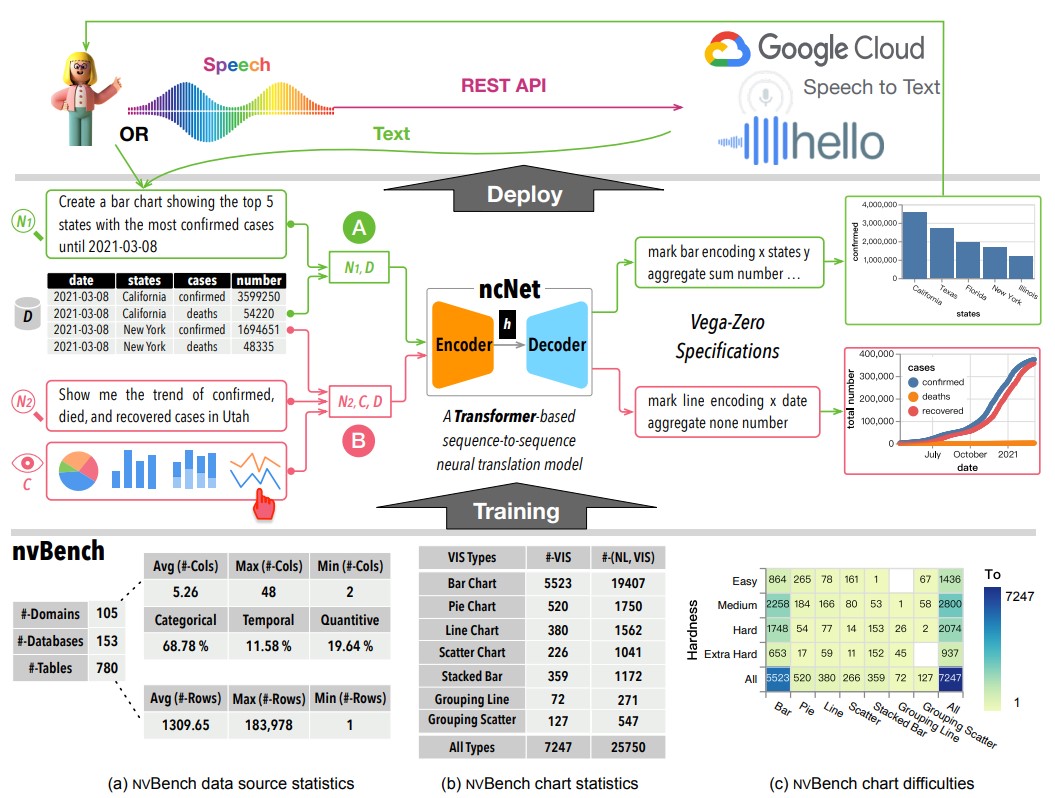 Speech
REST API
OR
Text
Google Cloud
Speech to Text
hello
Deploy
N1
Create a bar chart showing the top 5
states with the most confirmed cases
until 2021-03-08
D
date states cases number
2021-03-08 California confirmed 3599250
2021-03-08 California deaths 54220
2021-03-08 New York confirmed 1694651
2021-03-08 New York deaths 48335
N2
Show me the trend of confirmed,
died, and recovered cases in Utah
C
A
N1, D
N2, C, D
B
ncNet
Encoder
h
Decoder
A Transformer-based
sequence-to-sequence
neural translation model
mark bar encoding x states y
aggregate sum number ...
Vega-Zero
Specifications
mark line encoding x date
aggregate none number
4,000,000
3,000,000
2,000,000
1,000,000
0
confirmed
California
Texas
Florida
New York
Illinois
states
400,000
300,000
200,000
100,000
0
total number
cases
confirmed
deaths
recovered
July October 2021
date
Training
nvBench
#-Domains 105
#-Databases 153
#-Tables 780
Avg (#-Cols) Max (#-Cols) Min (#-Cols)
5.26 48 2
Categorical Temporal Quantitive
68.78 % 11.58 % 19.64 %
Avg (#-Rows) Max (#-Rows) Min (#-Rows)
1309.65 183,978 1
(a) NVBench data source statistics
VIS Types #-VIS #-(NL, VIS)
Bar Chart 5523 19407
Pie Chart 520 1750
Line Chart 380 1562
Scatter Chart 226 1041
Stacked Bar 359 1172
Grouping Line 72 271
Grouping Scatter 127 547
All Types 7247 25750
(b) NVBench chart statistics
Hardness
Easy 864 265 78 161 1 67 1436
Medium 2258 184 166 80 53 1 58 2800
Hard 1748 54 77 14 153 26 2 2074
Extra Hard 653 17 59 11 152 45 937
All 5523 520 380 266 359 72 127 7247
Bar
Pie
Line
Scatter
Stacked Bar
Grouping Line
Grouping Scatter
All
To
7247
1
(c) NVBench chart difficulties